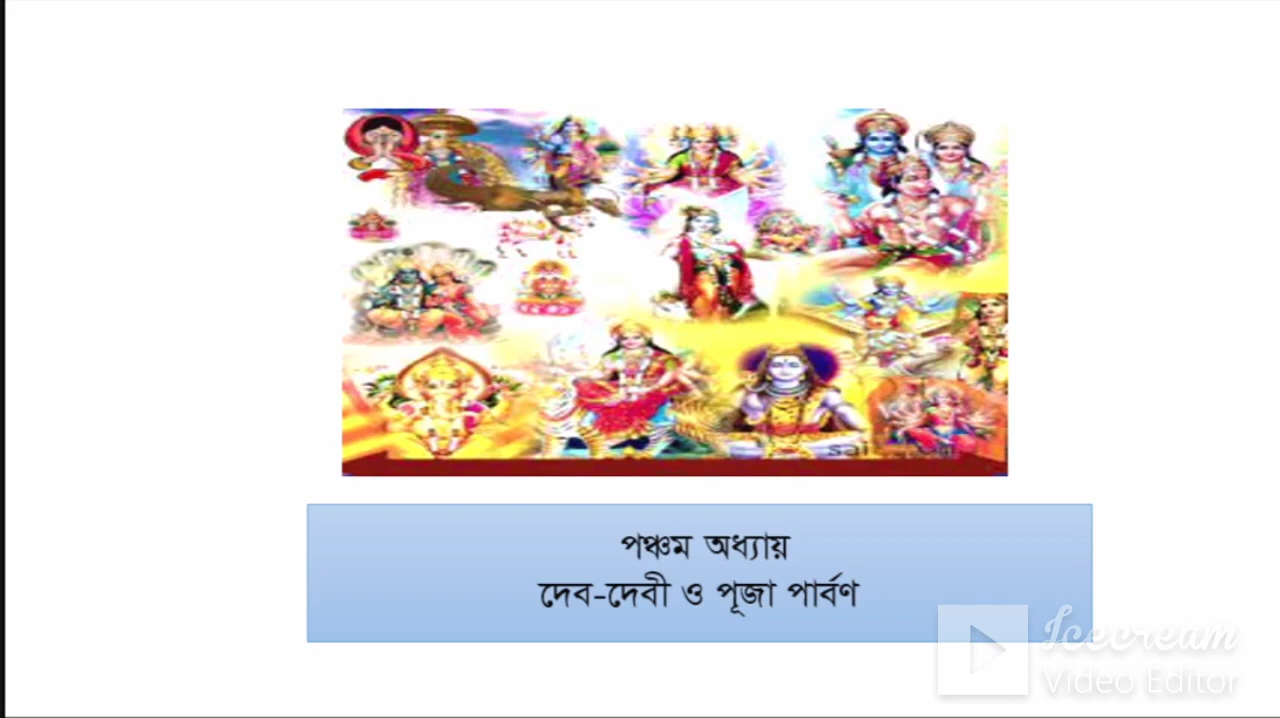 পঞ্চম অধ্যায়
দেব-দেবী ও পূজা পার্বণ
Icecream
Video Editor